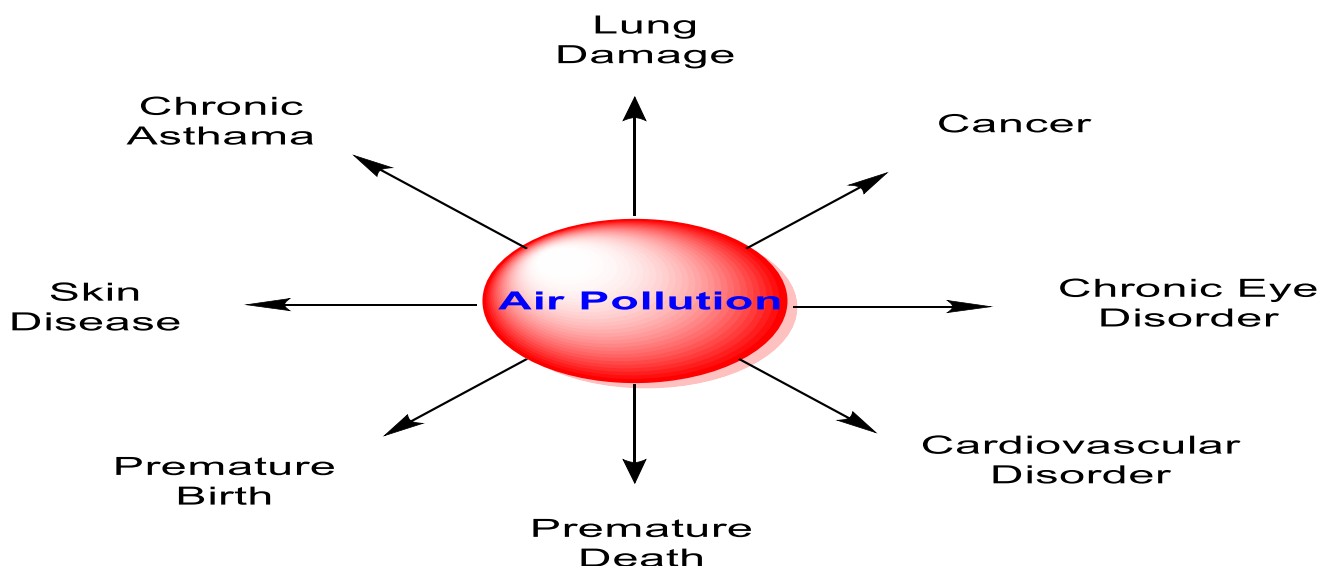 Lung
Damage
Chronic
Asthama
Cancer
Skin
Disease
Air Pollution
Chronic Eye
Disorder
Premature
Birth
Cardiovascular
Disorder
Premature
Death